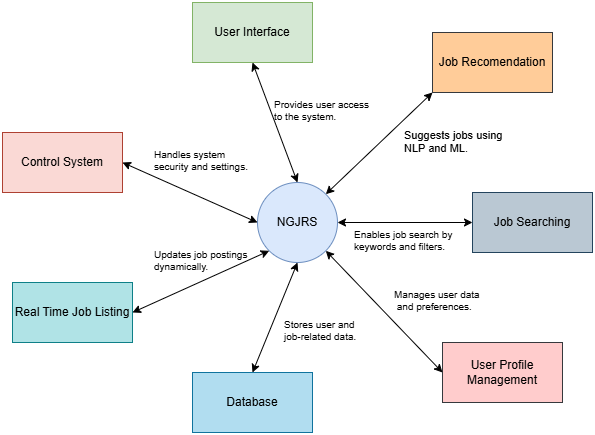 User Interface
Job Recomendation
Provides user access
to the system.
Suggests jobs using
NLP and ML.
Control System
Handles system
security and settings.
NGJRS
Job Searching
Enables job search by
keywords and filters.
Updates job postings
dynamically.
Real Time Job Listing
Manages user data
and preferences.
Stores user and
job-related data.
User Profile
Management
Database